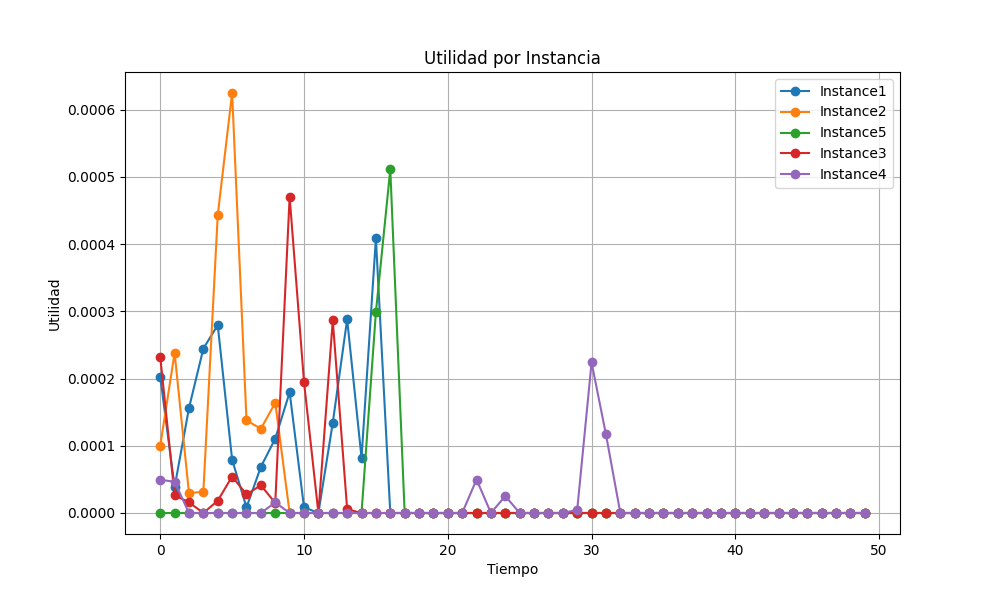 Utilidad por Instancia
Instance1
Instance2
Instance5
Instance3
Instance4
Utilidad
0.0006
0.0005
0.0004
0.0003
0.0002
0.0001
0.0000
0 10 20 30 40 50
Tiempo